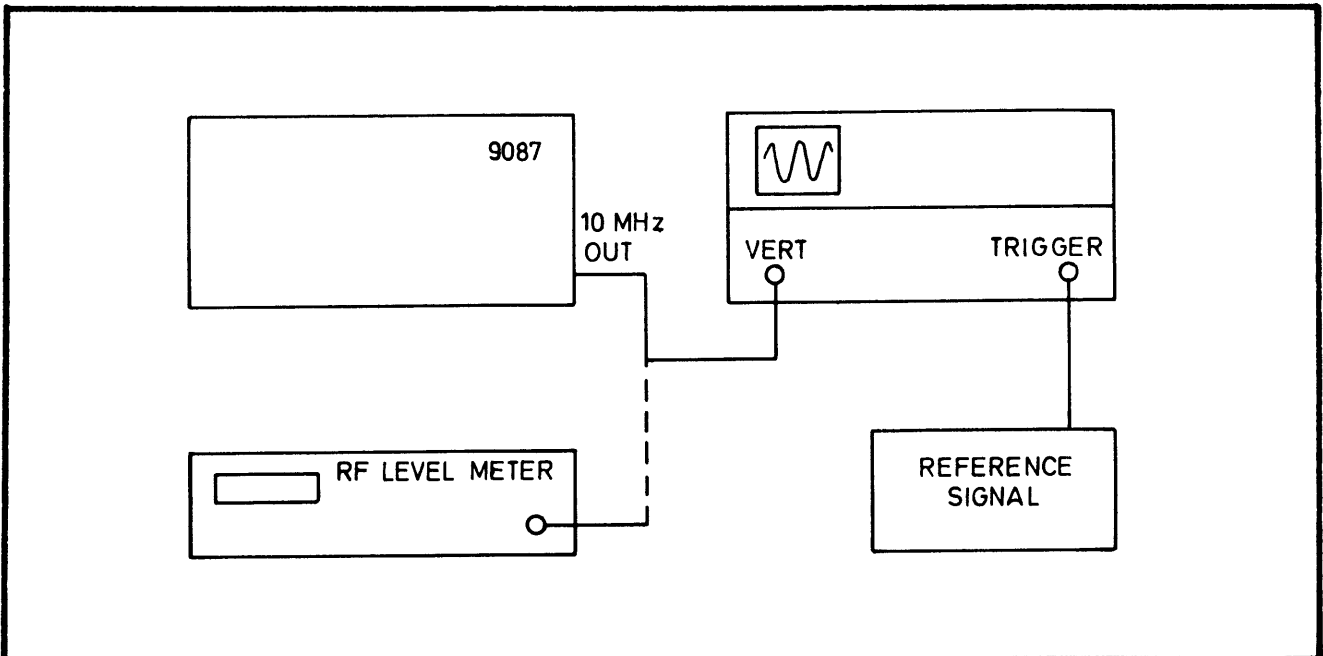 9087
10 MHz
OUT
VERT
TRIGGER
RF LEVEL METER
REFERENCE
SIGNAL